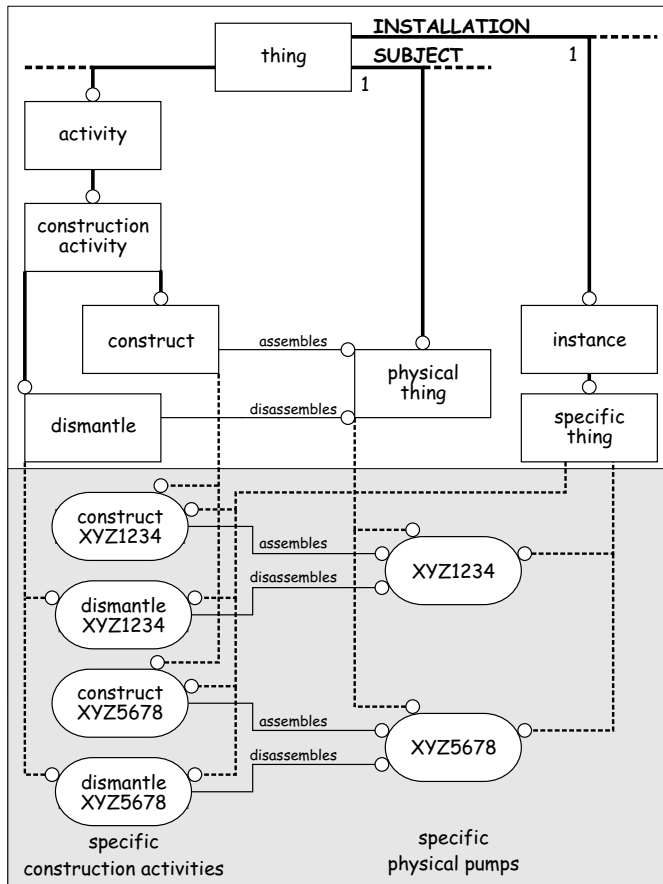 INSTALLATION
thing
SUBJECT
1
1
activity
construction
activity
construct
assembles
physical
thing
instance
dismantle
disassembles
specific
thing
construct
XYZ1234
assembles
XYZ1234
disassembles
dismantle
XYZ1234
construct
XYZ5678
assembles
XYZ5678
disassembles
dismantle
XYZ5678
specific
construction activities
specific
physical pumps